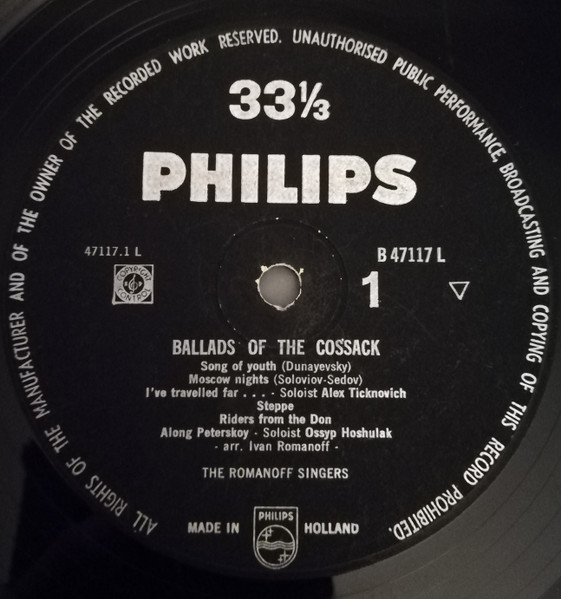 ALL RIGHTS OF THE MANUFACTURER AND OF THE OWNER OF THE RECORDED WORK RESERVED. UNAUTHORISED PUBLIC PERFORMANCE, BROADCASTING AND COPYING OF THIS RECORD PROHIBITED.
33⅓
PHILIPS
47117.1 L
B 47117 L
COPYRIGHT CONTROL
1
BALLADS OF THE COSSACK
Song of youth (Dunayevsky)
Moscow nights (Soloviov-Sedov)
I've travelled far . . . . - Soloist Alex Ticknovich
Steppe
Riders from the Don
Along Peterskoy - Soloist Ossyp Hoshulak
- arr. Ivan Romanoff -
THE ROMANOFF SINGERS
MADE IN HOLLAND
PHILIPS